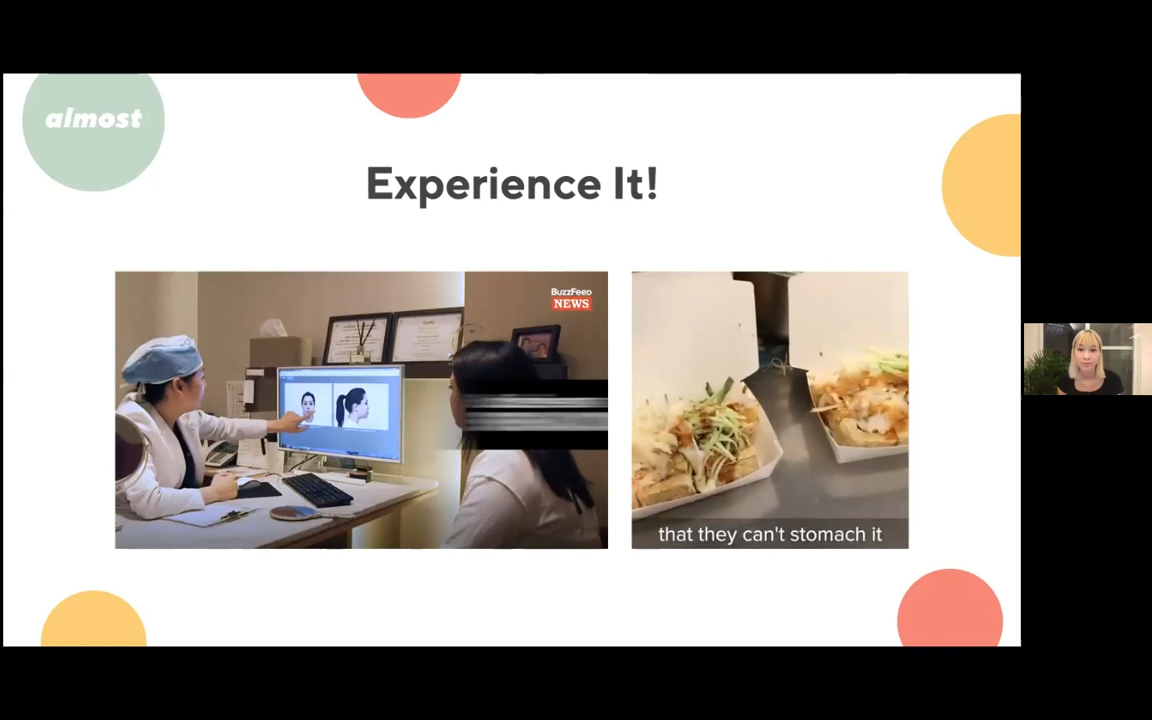 almost
Experience It!
BuzzFeed
NEWS
that they can't stomach it